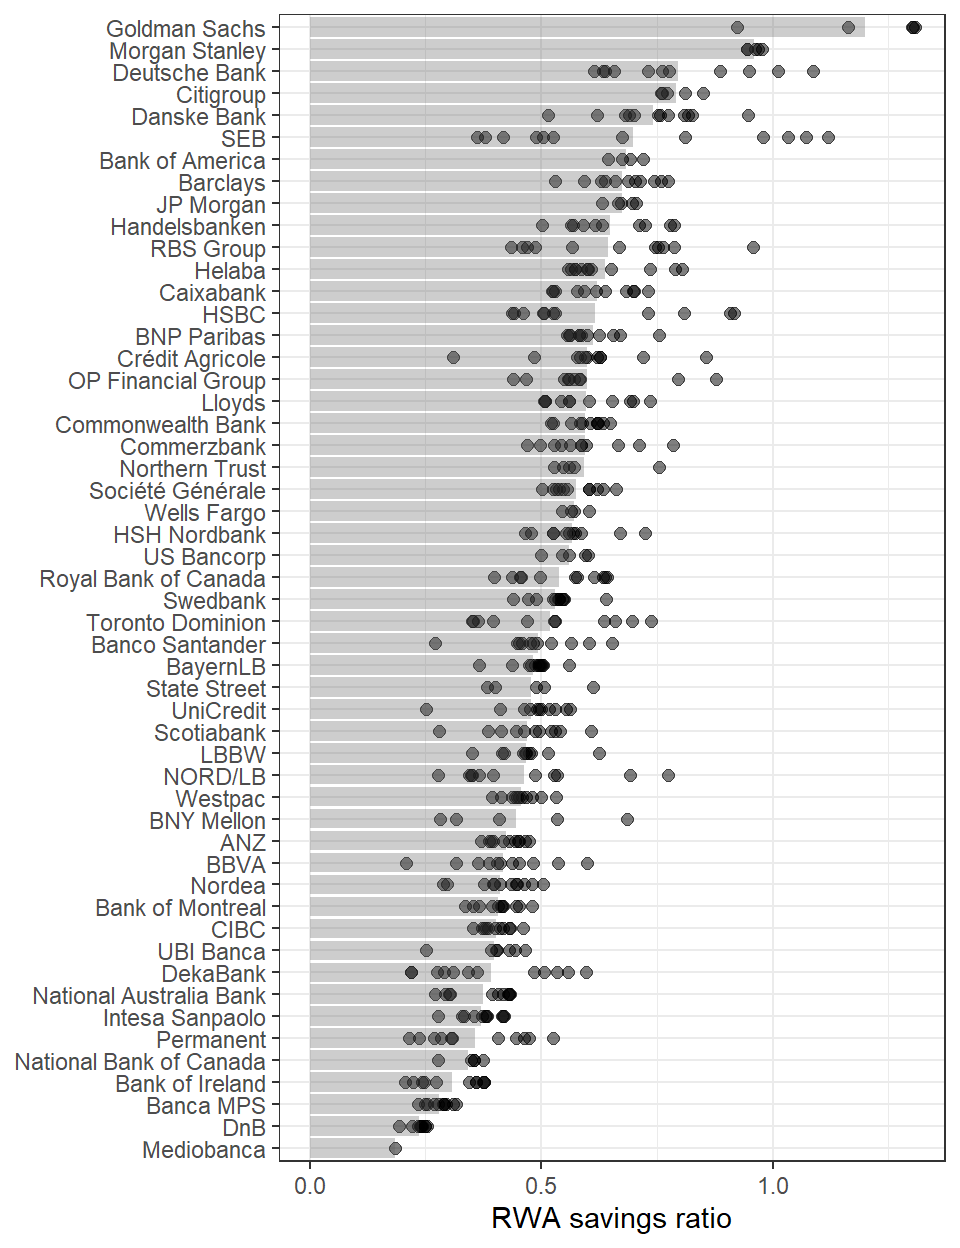 Goldman Sachs
Morgan Stanley
Deutsche Bank
Citigroup
Danske Bank
SEB
Bank of America
Barclays
JP Morgan
Handelsbanken
RBS Group
Helaba
Caixabank
HSBC
BNP Paribas
Crédit Agricole
OP Financial Group
Lloyds
Commonwealth Bank
Commerzbank
Northern Trust
Société Générale
Wells Fargo
HSH Nordbank
US Bancorp
Royal Bank of Canada
Swedbank
Toronto Dominion
Banco Santander
BayernLB
State Street
UniCredit
Scotiabank
LBBW
NORD/LB
Westpac
BNY Mellon
ANZ
BBVA
Nordea
Bank of Montreal
CIBC
UBI Banca
DekaBank
National Australia Bank
Intesa Sanpaolo
Permanent
National Bank of Canada
Bank of Ireland
Banca MPS
DnB
Mediobanca
0.0 0.5 1.0
RWA savings ratio